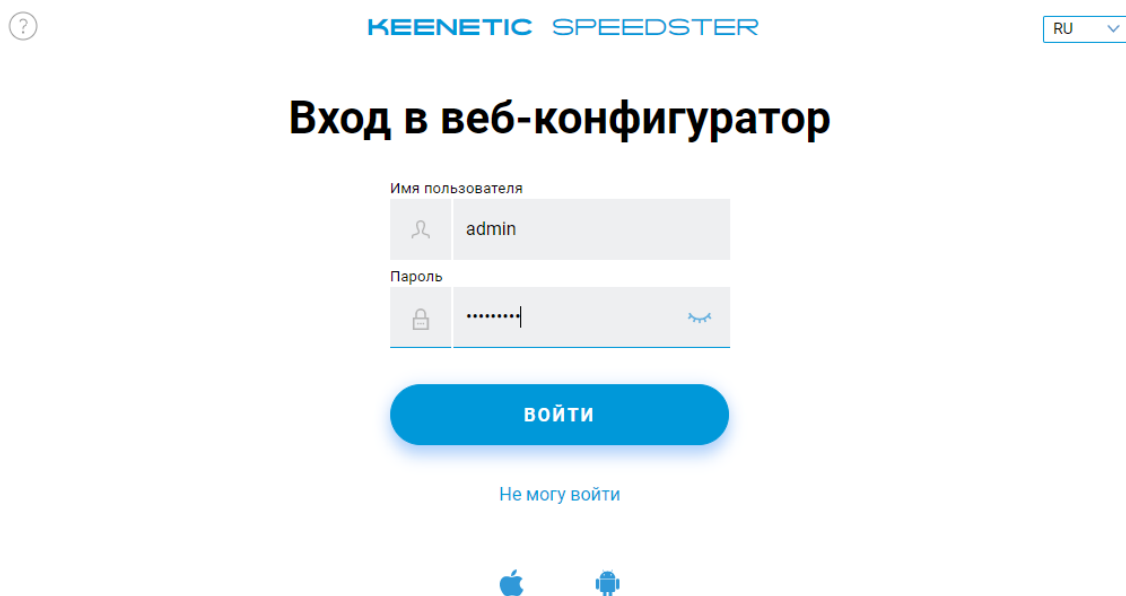 ?
KEENETIC SPEEDSTER
RU
Вход в веб-конфигуратор
Имя пользователя
admin
Пароль
•••••••••
ВОЙТИ
Не могу войти